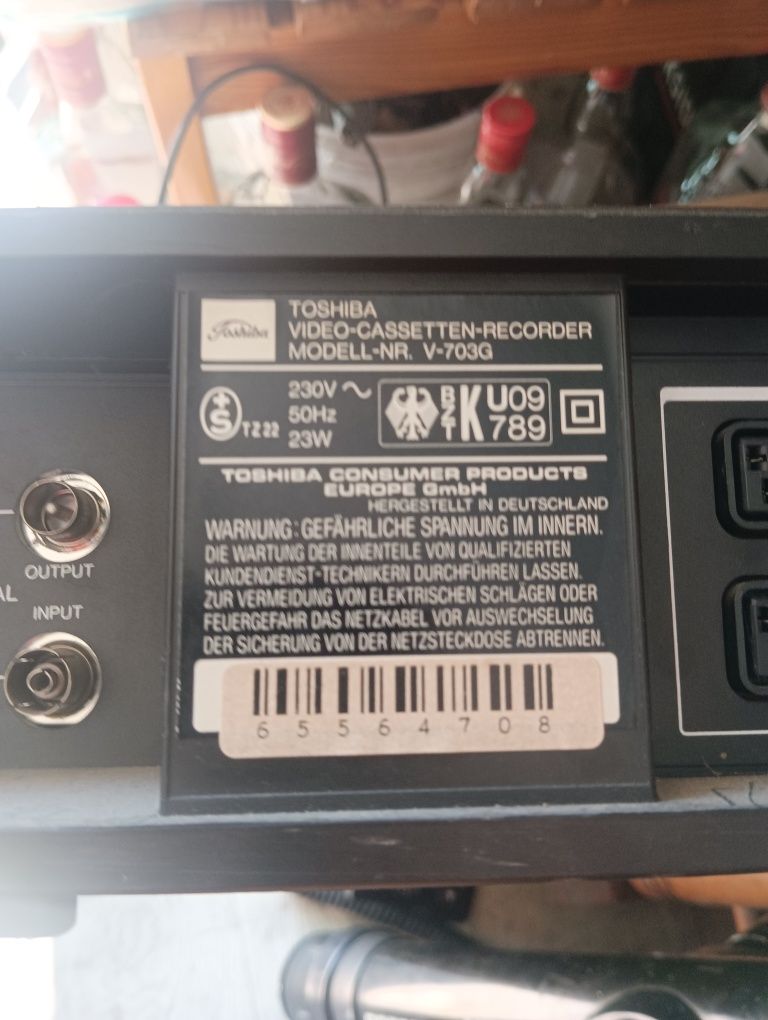 Toshiba
TOSHIBA
VIDEO-CASSETTEN-RECORDER
MODELL-NR. V-703G
+S TZ 22
230V ~
50Hz
23W
BZT K U09 789
TOSHIBA CONSUMER PRODUCTS
EUROPE GmbH
HERGESTELLT IN DEUTSCHLAND
WARNUNG: GEFÄHRLICHE SPANNUNG IM INNERN.
DIE WARTUNG DER INNENTEILE VON QUALIFIZIERTEN
KUNDENDIENST-TECHNIKERN DURCHFÜHREN LASSEN.
ZUR VERMEIDUNG VON ELEKTRISCHEN SCHLÄGEN ODER
FEUERGEFAHR DAS NETZKABEL VOR AUSWECHSELUNG
DER SICHERUNG VON DER NETZSTECKDOSE ABTRENNEN.
65564708
OUTPUT
AL
INPUT